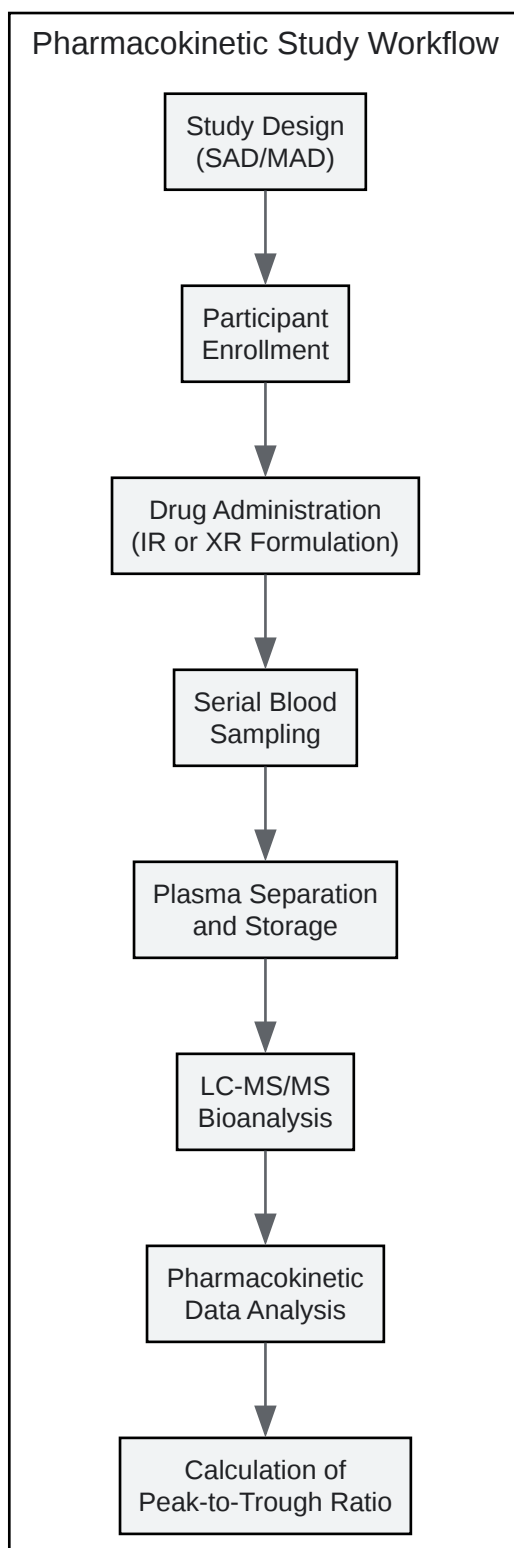 Pharmacokinetic Study Workflow
Study Design
(SAD/MAD)
Participant
Enrollment
Drug Administration
(IR or XR Formulation)
Serial Blood
Sampling
Plasma Separation
and Storage
LC-MS/MS
Bioanalysis
Pharmacokinetic
Data Analysis
Calculation of
Peak-to-Trough Ratio